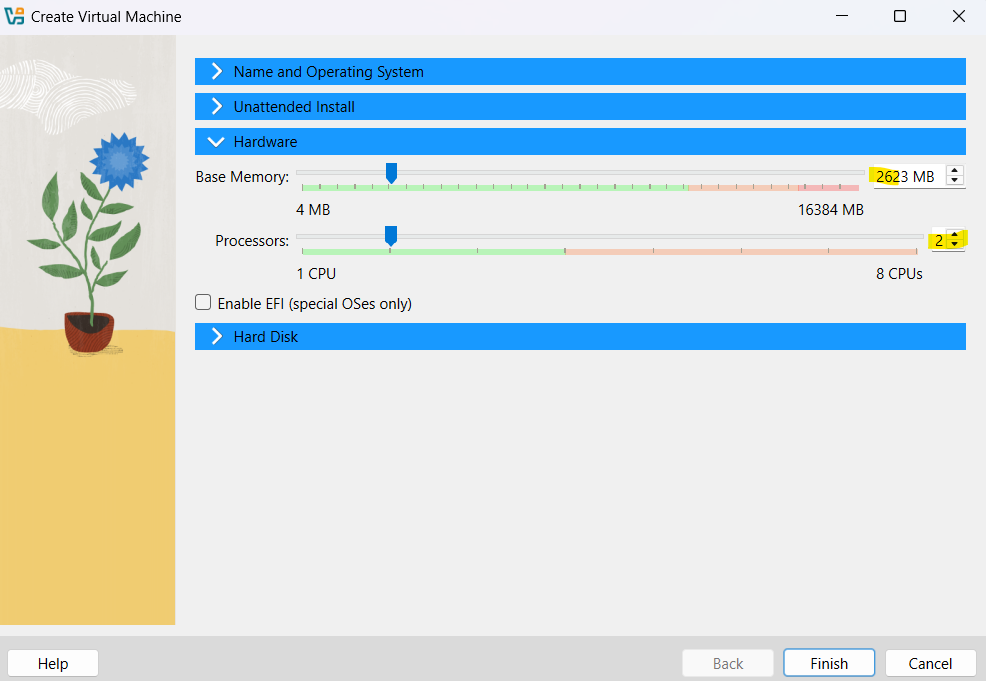 Create Virtual Machine
Name and Operating System
Unattended Install
Hardware
Base Memory: 2623 MB
4 MB 16384 MB
Processors: 2
1 CPU 8 CPUs
Enable EFI (special OSes only)
Hard Disk
Help Back Finish Cancel